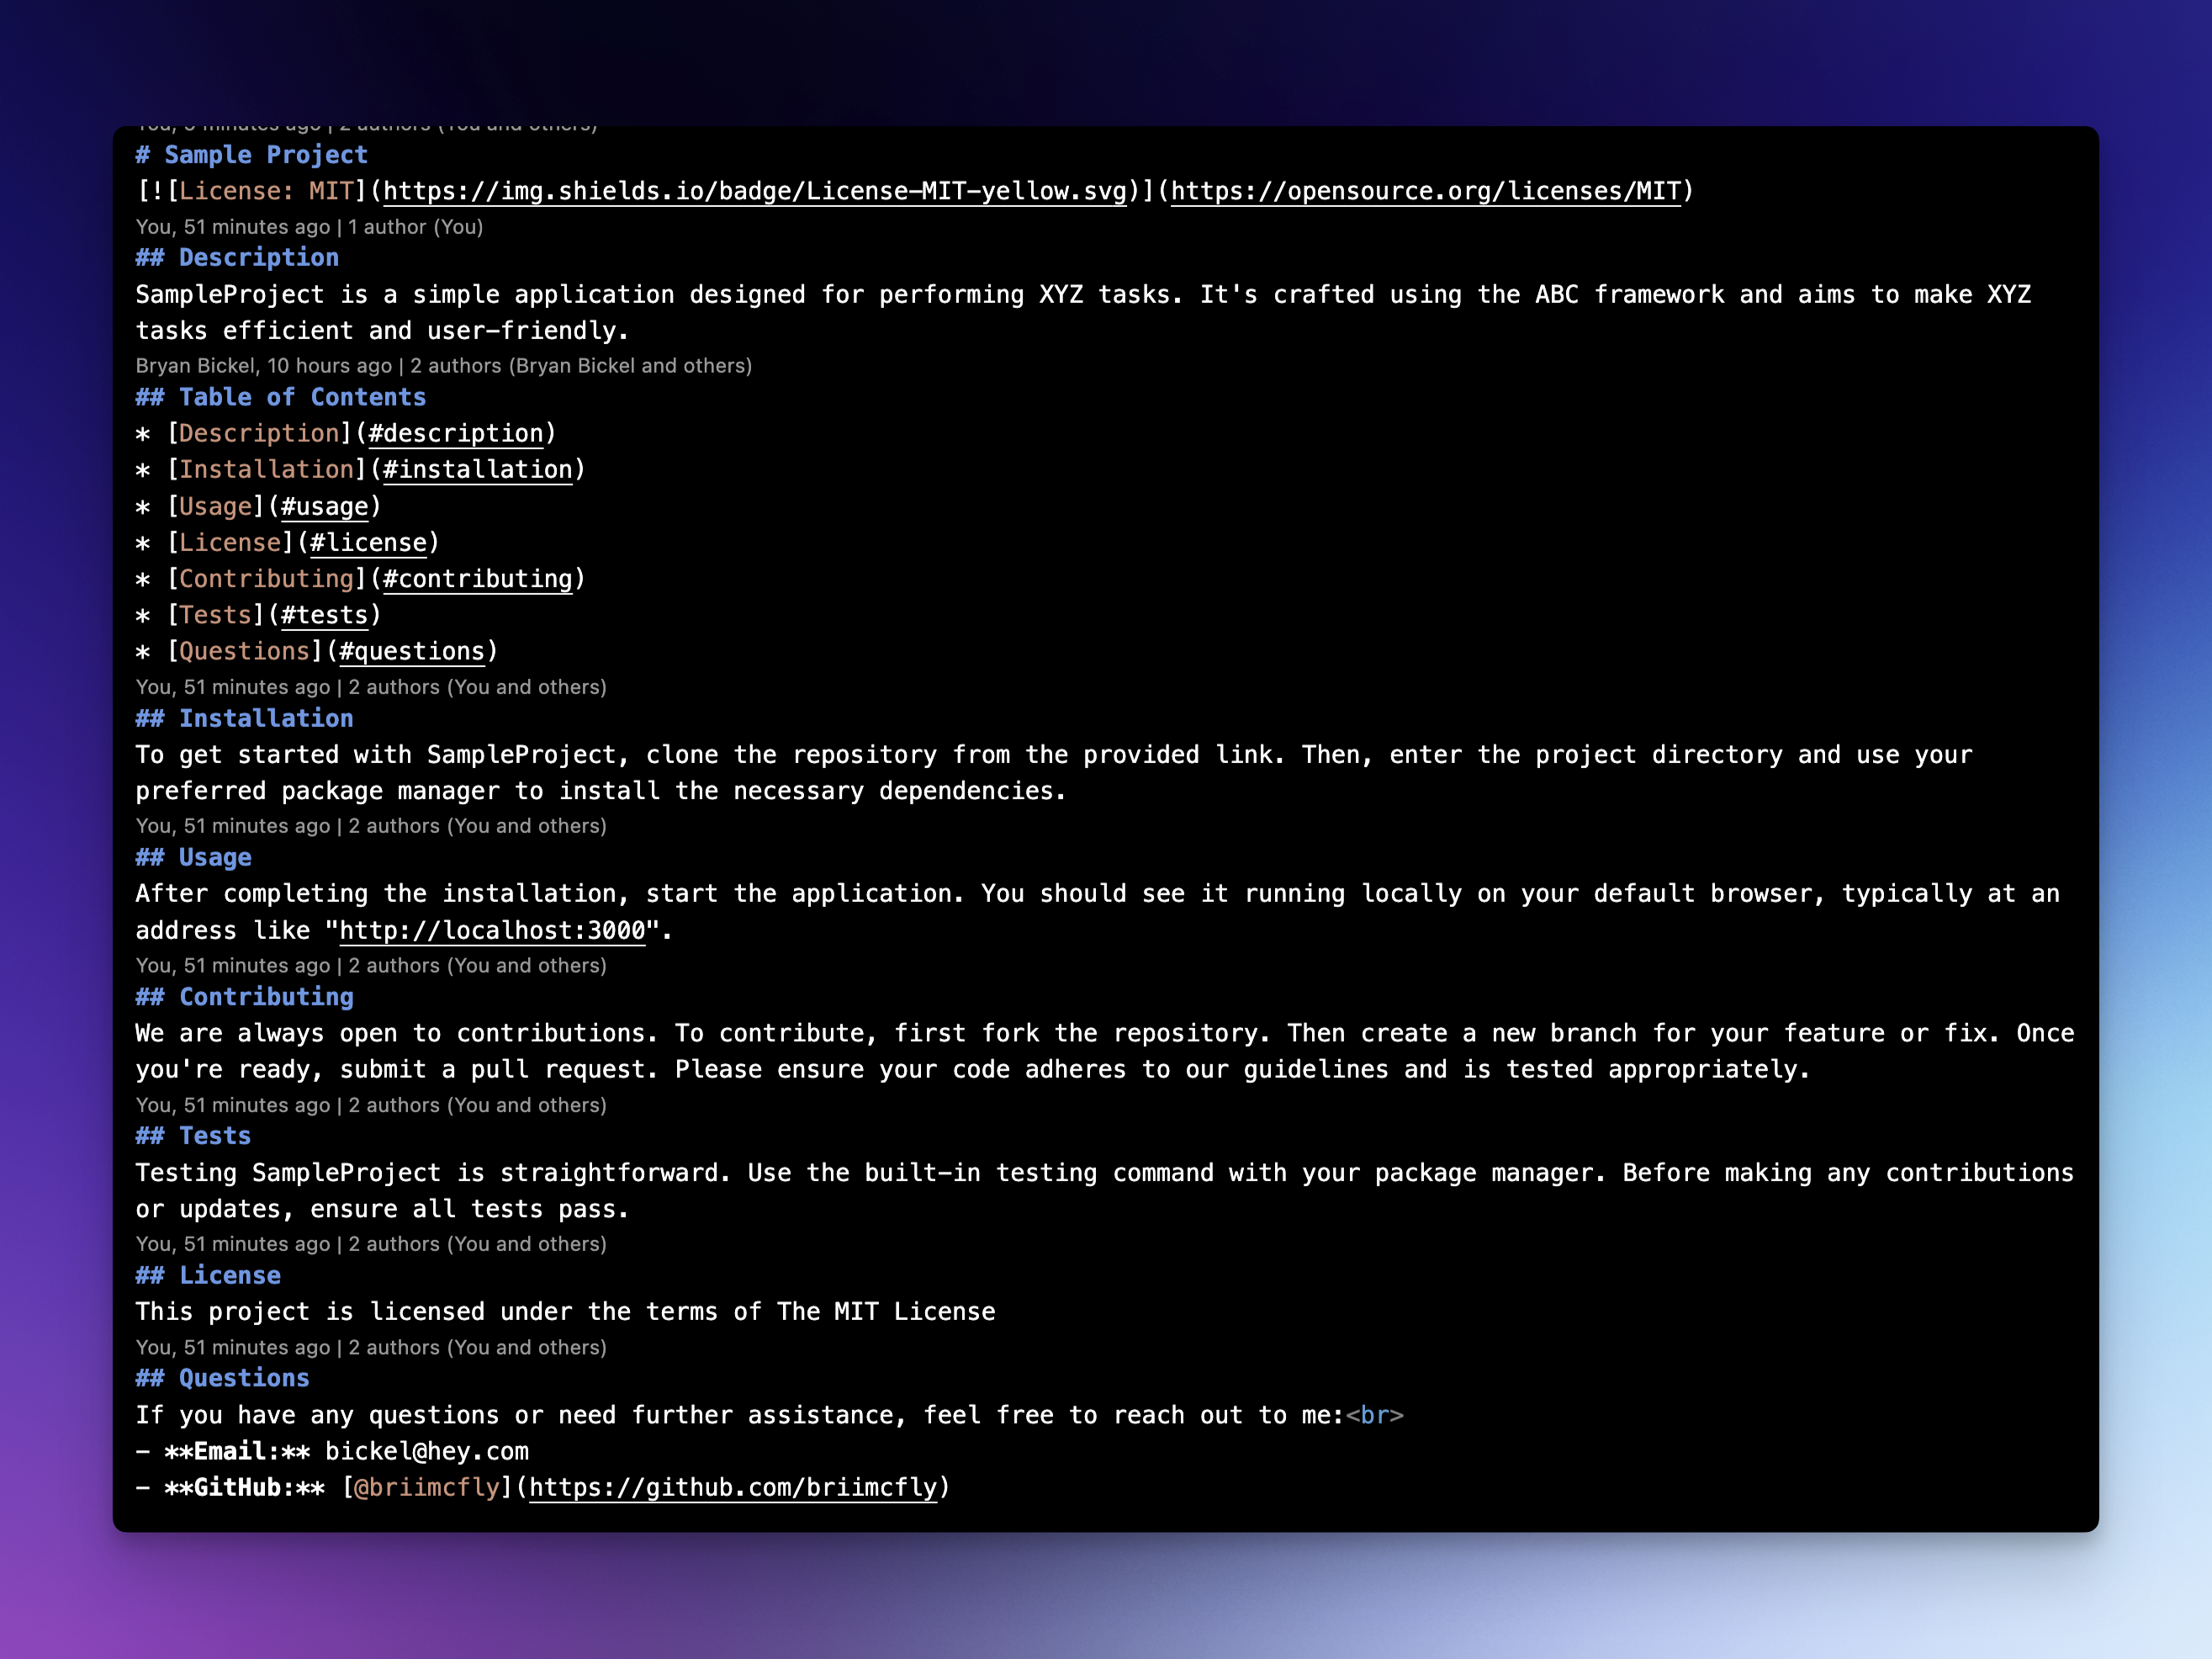 You, 5 minutes ago | 2 authors (You and others)
# Sample Project
[![License: MIT](https://img.shields.io/badge/License-MIT-yellow.svg)](https://opensource.org/licenses/MIT)
You, 51 minutes ago | 1 author (You)
## Description
SampleProject is a simple application designed for performing XYZ tasks. It's crafted using the ABC framework and aims to make XYZ
tasks efficient and user-friendly.
Bryan Bickel, 10 hours ago | 2 authors (Bryan Bickel and others)
## Table of Contents
* [Description](#description)
* [Installation](#installation)
* [Usage](#usage)
* [License](#license)
* [Contributing](#contributing)
* [Tests](#tests)
* [Questions](#questions)
You, 51 minutes ago | 2 authors (You and others)
## Installation
To get started with SampleProject, clone the repository from the provided link. Then, enter the project directory and use your
preferred package manager to install the necessary dependencies.
You, 51 minutes ago | 2 authors (You and others)
## Usage
After completing the installation, start the application. You should see it running locally on your default browser, typically at an
address like "http://localhost:3000".
You, 51 minutes ago | 2 authors (You and others)
## Contributing
We are always open to contributions. To contribute, first fork the repository. Then create a new branch for your feature or fix. Once
you're ready, submit a pull request. Please ensure your code adheres to our guidelines and is tested appropriately.
You, 51 minutes ago | 2 authors (You and others)
## Tests
Testing SampleProject is straightforward. Use the built-in testing command with your package manager. Before making any contributions
or updates, ensure all tests pass.
You, 51 minutes ago | 2 authors (You and others)
## License
This project is licensed under the terms of The MIT License
You, 51 minutes ago | 2 authors (You and others)
## Questions
If you have any questions or need further assistance, feel free to reach out to me:<br>
- **Email:** bickel@hey.com
- **GitHub:** [@briimcfly](https://github.com/briimcfly)